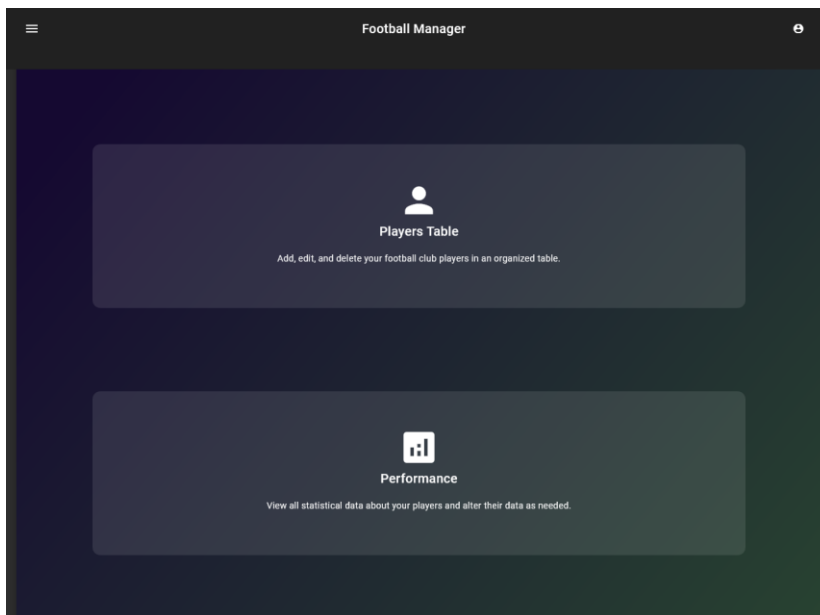 Football Manager
Players Table
Add, edit, and delete your football club players in an organized table.
Performance
View all statistical data about your players and alter their data as needed.